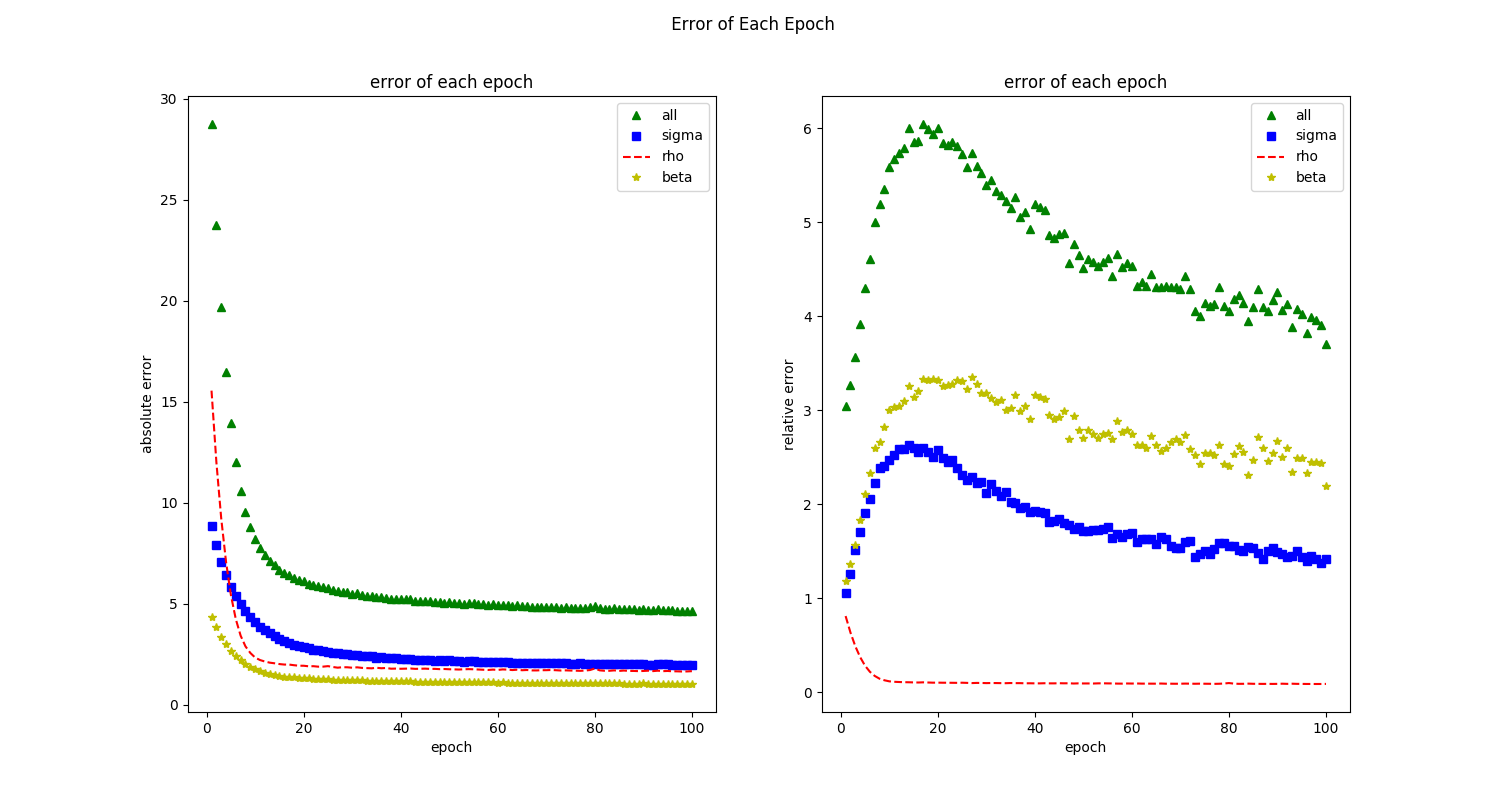 Error of Each Epoch
error of each epoch
absolute error
30
25
20
15
10
5
0
0 20 40 60 80 100
epoch
all
sigma
rho
beta
error of each epoch
relative error
6
5
4
3
2
1
0
0 20 40 60 80 100
epoch
all
sigma
rho
beta